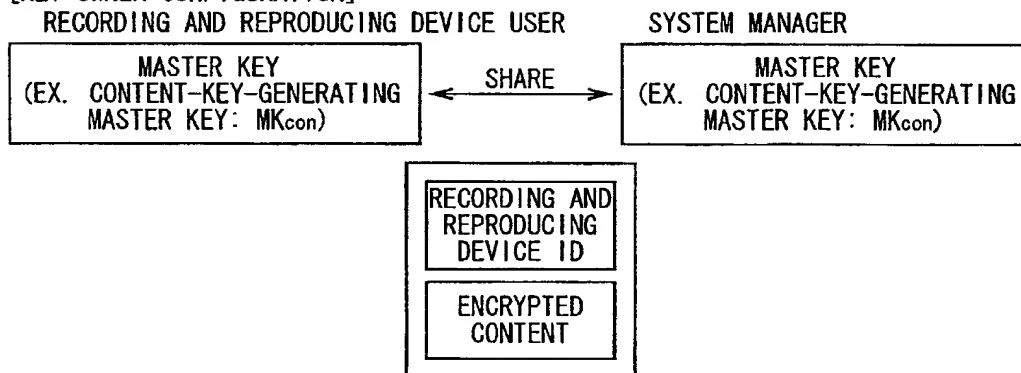 RECORDING AND REPRODUCING DEVICE USER
SYSTEM MANAGER
MASTER KEY
(EX. CONTENT-KEY-GENERATING
MASTER KEY: MKcon)
SHARE
MASTER KEY
(EX. CONTENT-KEY-GENERATING
MASTER KEY: MKcon)
RECORDING AND
REPRODUCING
DEVICE ID
ENCRYPTED
CONTENT